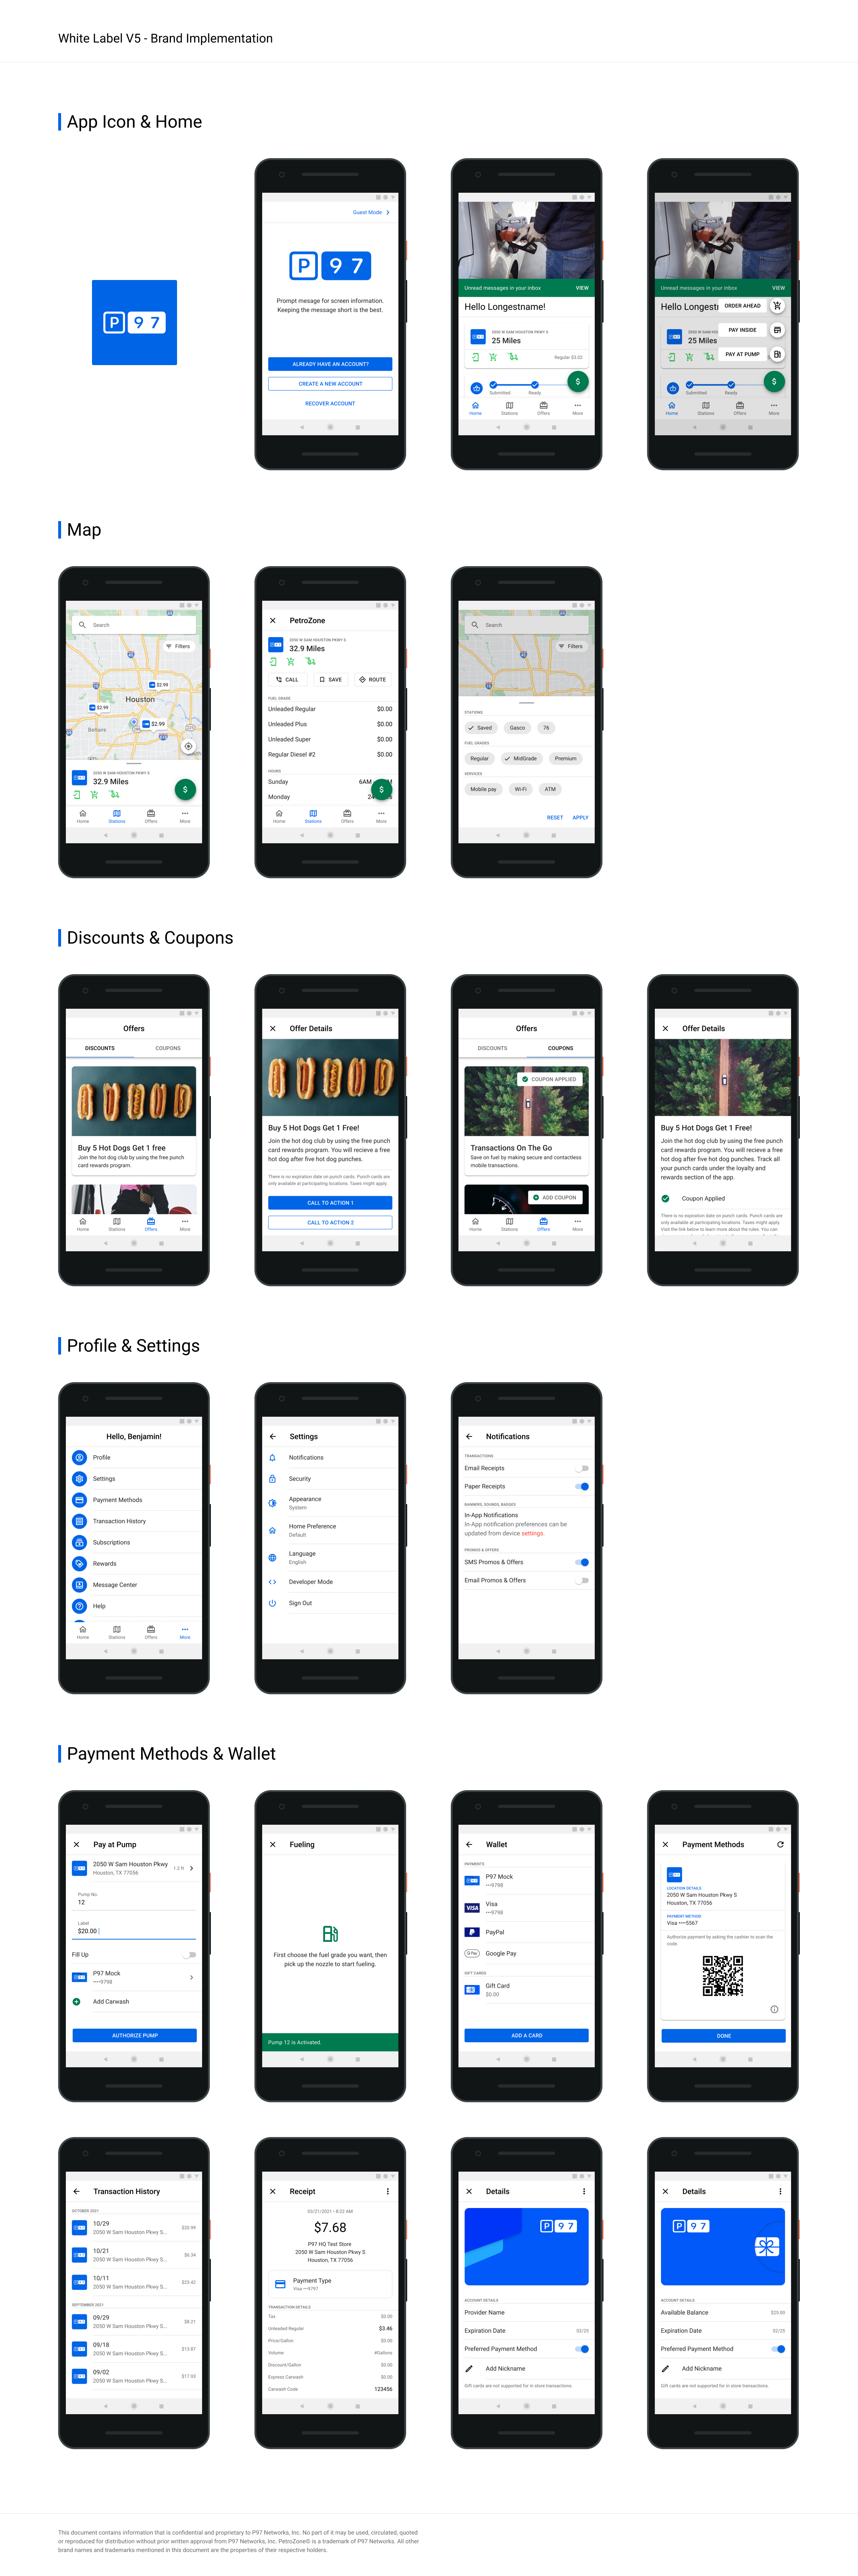 White Label V5 - Brand Implementation
App Icon & Home
P 97
Guest Mode
P 97
Prompt message for screen information.
Keeping the message short is the best.
ALREADY HAVE AN ACCOUNT?
CREATE A NEW ACCOUNT
RECOVER ACCOUNT
Unread messages in your inbox VIEW
Hello Longestname!
2050 W SAM HOUSTON PKWY S
25 Miles
Regular $3.02
$
Submitted Ready
Home Stations Offers More
Unread messages in your inbox VIEW
Hello Longest
ORDER AHEAD
2050 W SAM HOUS
25 Miles
PAY INSIDE
PAY AT PUMP
$
Submitted Ready
Home Stations Offers More
Map
Search
Filters
$2.99
Houston
$2.99
$2.99
Bellaire
2050 W SAM HOUSTON PKWY S
32.9 Miles
$
Home Stations Offers More
PetroZone
2050 W SAM HOUSTON PKWY S
32.9 Miles
CALL SAVE ROUTE
FUEL GRADE
Unleaded Regular $0.00
Unleaded Plus $0.00
Unleaded Super $0.00
Regular Diesel #2 $0.00
HOURS
Sunday 6AM
Monday 24
$
Home Stations Offers More
Search
Filters
STATIONS
Saved Gasco 76
FUEL GRADES
Regular MidGrade Premium
SERVICES
Mobile pay Wi-Fi ATM
RESET APPLY
Discounts & Coupons
Offers
DISCOUNTS COUPONS
Buy 5 Hot Dogs Get 1 free
Join the hot dog club by using the free punch
card rewards program.
Home Stations Offers More
Offer Details
Buy 5 Hot Dogs Get 1 Free!
Join the hot dog club by using the free punch
card rewards program. You will recieve a free
hot dog after five hot dog punches.
There is no expiration date on punch cards. Punch cards are
only available at participating locations. Taxes might apply.
CALL TO ACTION 1
CALL TO ACTION 2
Offers
DISCOUNTS COUPONS
COUPON APPLIED
Transactions On The Go
Save on fuel by making secure and contactless
mobile transactions.
ADD COUPON
Home Stations Offers More
Offer Details
Buy 5 Hot Dogs Get 1 Free!
Join the hot dog club by using the free punch
card rewards program. You will recieve a free
hot dog after five hot dog punches. Track all
your punch cards under the loyalty and
rewards section of the app.
Coupon Applied
There is no expiration date on punch cards. Punch cards are
only available at participating locations. Taxes might apply.
Visit the link below to learn more about the rules. You can
Profile & Settings
Hello, Benjamin!
Profile
Settings
Payment Methods
Transaction History
Subscriptions
Rewards
Message Center
Help
Home Stations Offers More
Settings
Notifications
Security
Appearance
System
Home Preference
Default
Language
English
Developer Mode
Sign Out
Notifications
TRANSACTIONS
Email Receipts
Paper Receipts
BANNERS, SOUNDS, BADGES
In-App Notifications
In-App notification preferences can be
updated from device settings.
PROMOS & OFFERS
SMS Promos & Offers
Email Promos & Offers
Payment Methods & Wallet
Pay at Pump
2050 W Sam Houston Pkwy 1.2 ft
Houston, TX 77056
Pump No.
12
Label
$20.00
Fill Up
P97 Mock
••••9798
Add Carwash
AUTHORIZE PUMP
Fueling
First choose the fuel grade you want, then
pick up the nozzle to start fueling.
Pump 12 is Activated.
Wallet
PAYMENTS
P97 Mock
••••9798
VISA Visa
••••9798
PayPal
G Pay Google Pay
GIFT CARDS
Gift Card
$0.00
ADD A CARD
Payment Methods
LOCATION DETAILS:
2050 W Sam Houston Pkwy S
Houston, TX 77056
PAYMENT METHOD:
Visa ••••5567
Authorize payment by asking the cashier to scan the
code.
DONE
Transaction History
OCTOBER 2021
10/29
2050 W Sam Houston Pkwy S... $20.99
10/21
2050 W Sam Houston Pkwy S... $6.34
10/11
2050 W Sam Houston Pkwy S... $25.42
SEPTEMBER 2021
09/29
2050 W Sam Houston Pkwy S... $8.21
09/18
2050 W Sam Houston Pkwy S... $13.87
09/02
2050 W Sam Houston Pkwy S... $17.93
Receipt
03/21/2021 • 8:22 AM
$7.68
P97 HQ Test Store
2050 W Sam Houston Pkwy S
Houston, TX 77056
Payment Type
Visa ••••9797
TRANSACTION DETAILS
Tax $0.00
Unleaded Regular $3.46
Price/Gallon $0.00
Volume #Gallons
Discount/Gallon $0.00
Express Carwash $0.00
Carwash Code 123456
Details
P 97
ACCOUNT DETAILS
Provider Name
Expiration Date 02/25
Preferred Payment Method
Add Nickname
Gift cards are not supported for in store transactions.
Details
P 97
ACCOUNT DETAILS
Available Balance $25.00
Expiration Date 02/25
Preferred Payment Method
Add Nickname
Gift cards are not supported for in store transactions.
This document contains information that is confidential and proprietary to P97 Networks, Inc. No part of it may be used, circulated, quoted
or reproduced for distribution without prior written approval from P97 Networks, Inc. PetroZone® is a trademark of P97 Networks. All other
brand names and trademarks mentioned in this document are the properties of their respective holders.